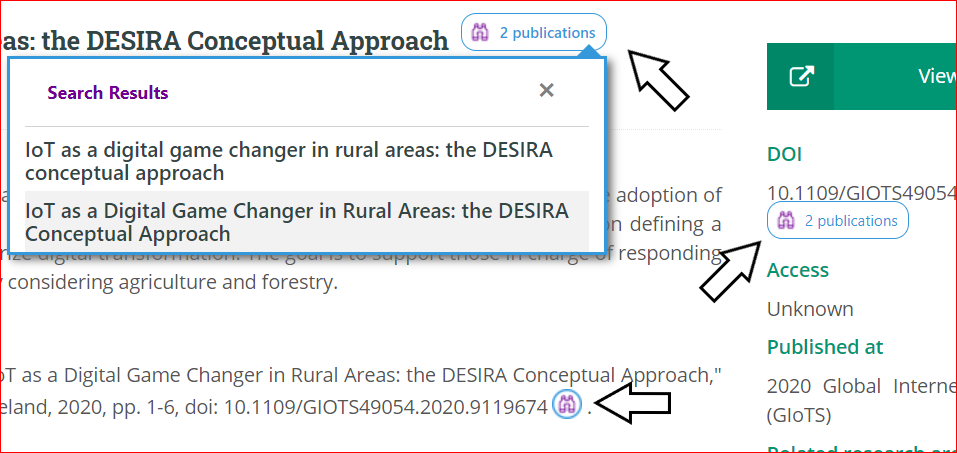 eas: the DESIRA Conceptual Approach
2 publications
Search Results
×
IoT as a digital game changer in rural areas: the DESIRA
conceptual approach
IoT as a Digital Game Changer in Rural Areas: the DESIRA
Conceptual Approach
adoption of
on defining a
digital transformation. The goal is to support those in charge of responding
considering agriculture and forestry.
oT as a Digital Game Changer in Rural Areas: the DESIRA Conceptual Approach,"
eland, 2020, pp. 1-6, doi: 10.1109/GIOTS49054.2020.9119674 .
View
DOI
10.1109/GIOTS49054
2 publications
Access
Unknown
Published at
2020 Global Interne
(GIoTS)
Related research are